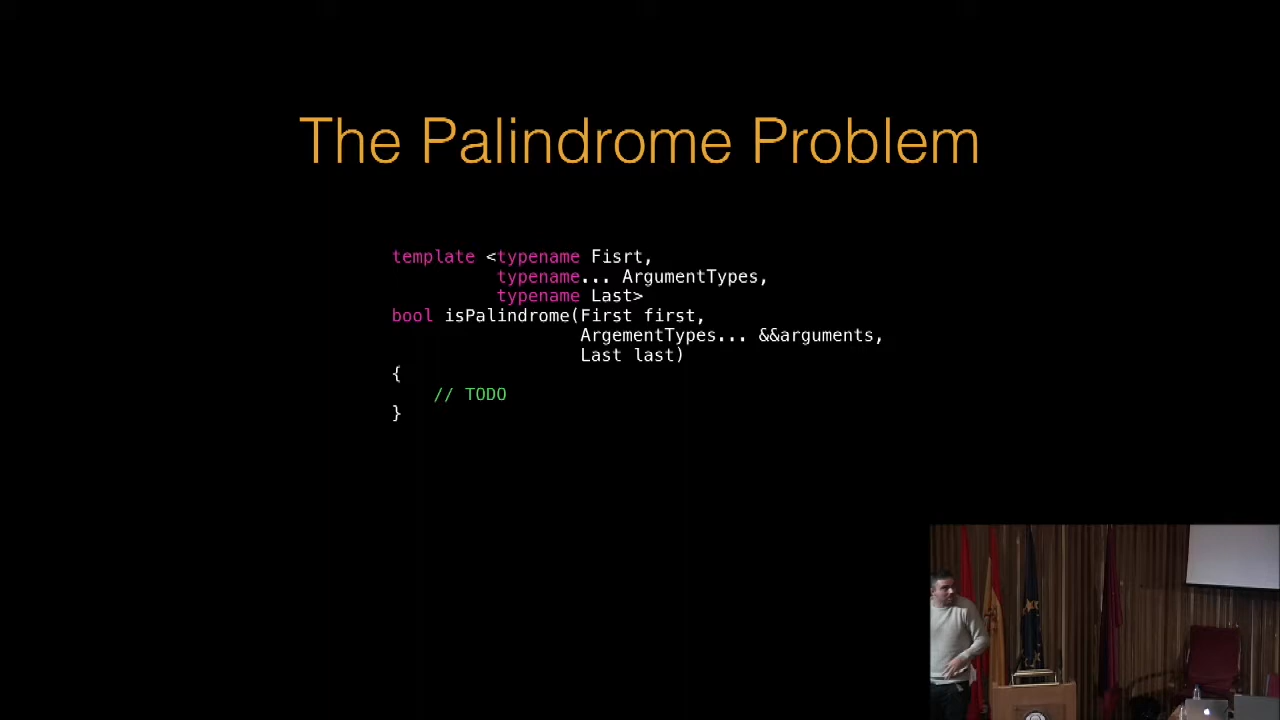 The Palindrome Problem
template <typename Fisrt,
typename... ArgumentTypes,
typename Last>
bool isPalindrome(First first,
ArgementTypes... &&arguments,
Last last)
{
// TODO
}